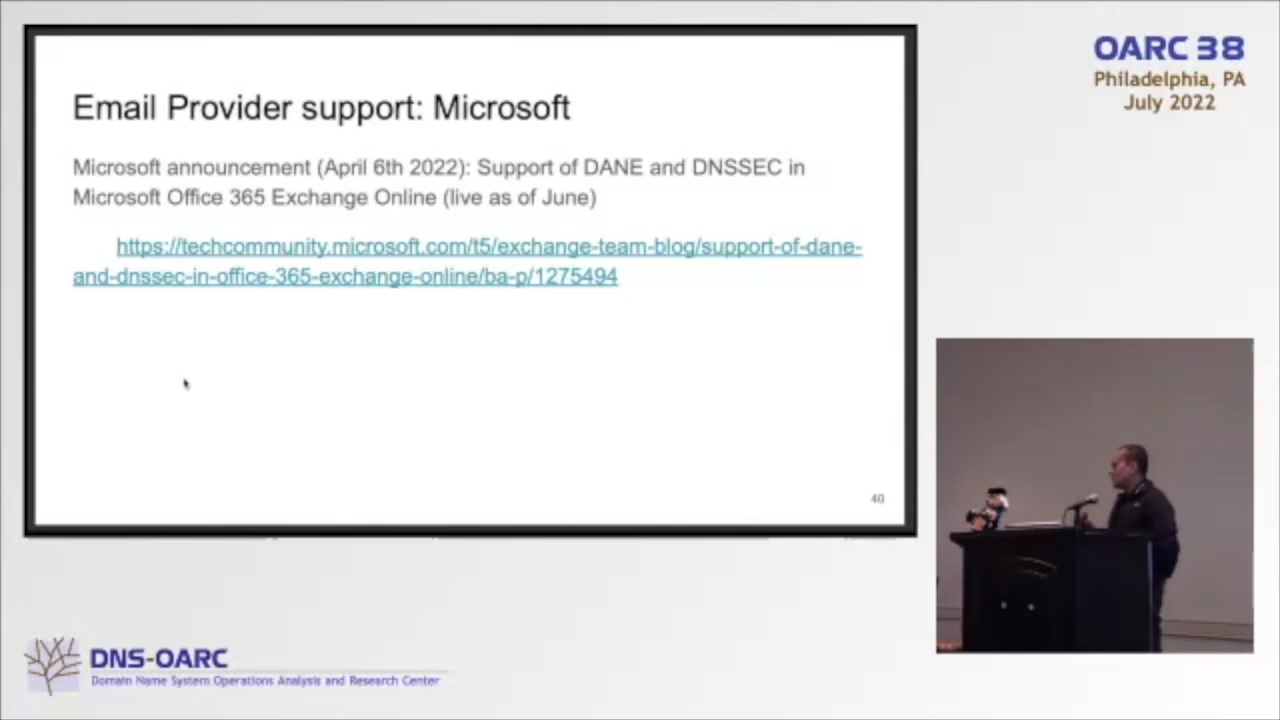 Email Provider support: Microsoft
Microsoft announcement (April 6th 2022): Support of DANE and DNSSEC in
Microsoft Office 365 Exchange Online (live as of June)
https://techcommunity.microsoft.com/t5/exchange-team-blog/support-of-dane-
and-dnssec-in-office-365-exchange-online/ba-p/1275494
40
OARC 38
Philadelphia, PA
July 2022
DNS-OARC
Domain Name System Operations Analysis and Research Center